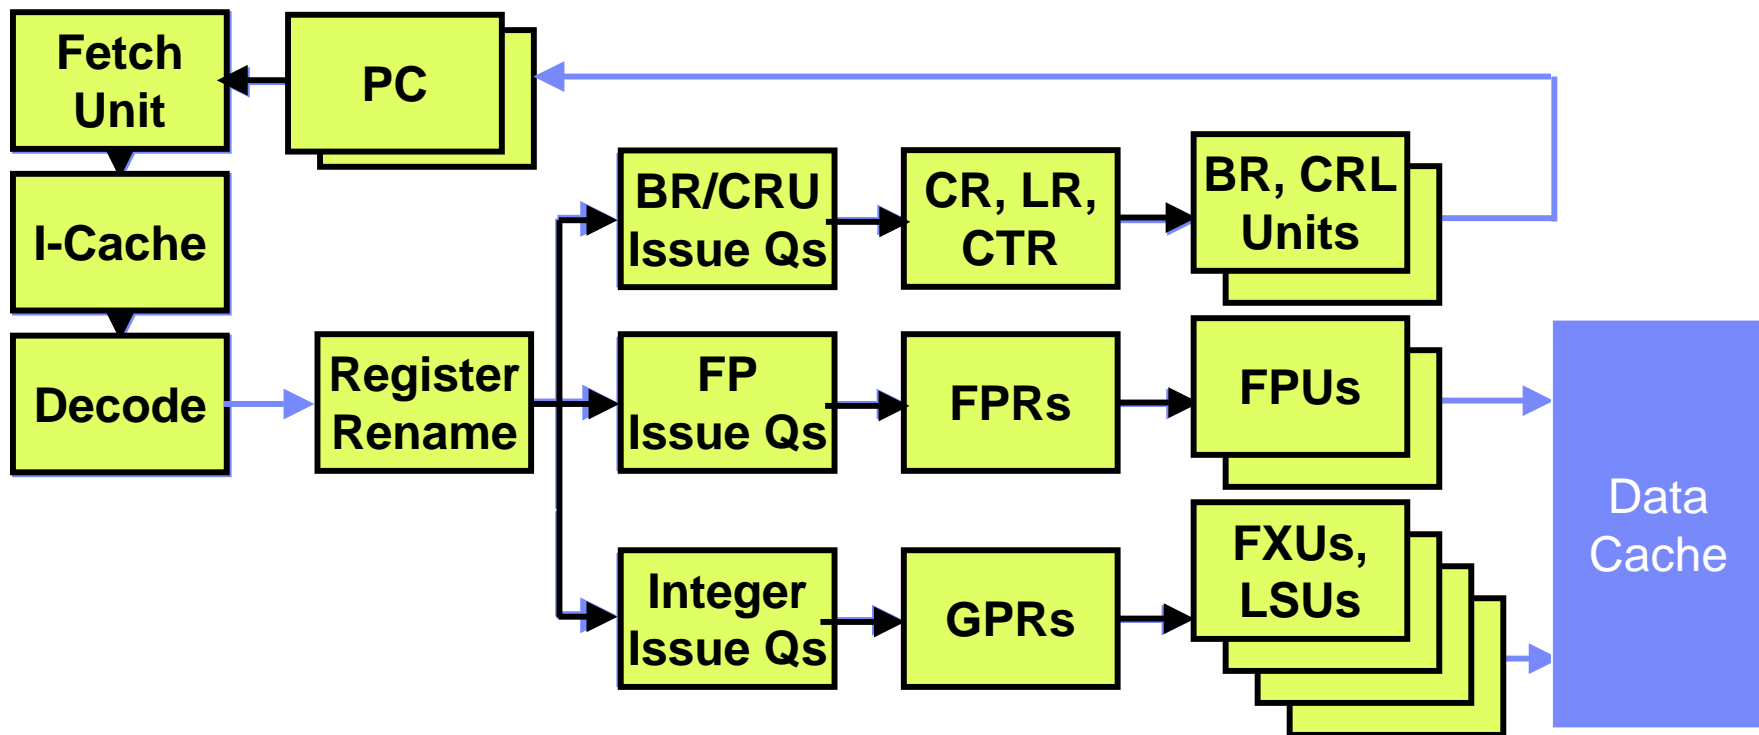 Fetch
Unit
PC
I-Cache
Decode
Register
Rename
BR/CRU
Issue Qs
CR, LR,
CTR
BR, CRL
Units
FP
Issue Qs
FPRs
FPUs
Integer
Issue Qs
GPRs
FXUs,
LSUs
Data
Cache